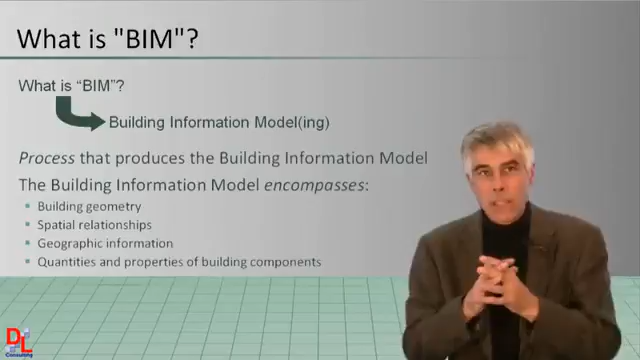 What is "BIM"?
What is “BIM”?
Building Information Model(ing)
Process that produces the Building Information Model
The Building Information Model encompasses:
Building geometry
Spatial relationships
Geographic information
Quantities and properties of building components
DL
Consulting